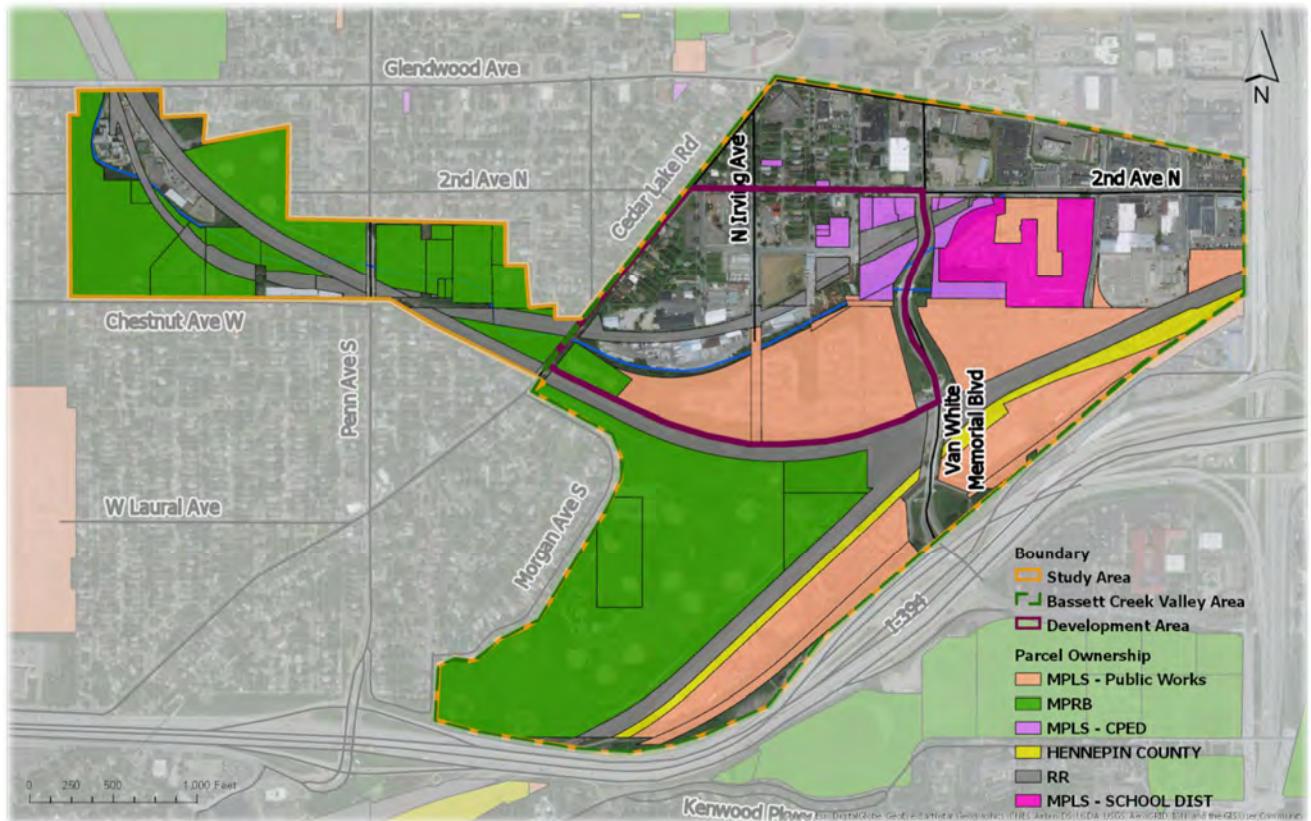 Glendwood Ave
N
Cedar Lake Rd
N Irving Ave
2nd Ave N
2nd Ave N
Chestnut Ave W
Penn Ave S
Van White
Memorial Blvd
W Laural Ave
Morgan Ave S
I-394
Boundary
Study Area
Bassett Creek Valley Area
Development Area
Parcel Ownership
MPLS - Public Works
MPRB
MPLS - CPED
HENNEPIN COUNTY
RR
MPLS - SCHOOL DIST
0 250 500 1,000 Feet
Kenwood Pkwy